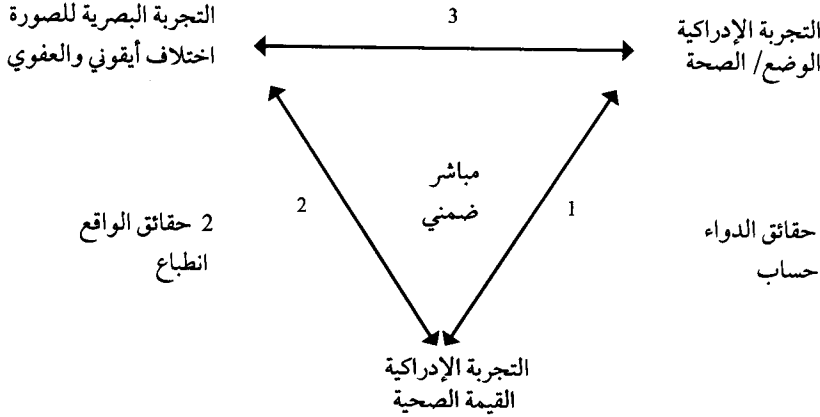 التجربة البصرية للصورة
اختلاف أيقوني والعفوي
3
التجربة الإدراكية
الوضع/ الصحة
مباشر
ضمني
2
1
2 حقائق الواقع
انطباع
حقائق الدواء
حساب
التجربة الإدراكية
القيمة الصحية